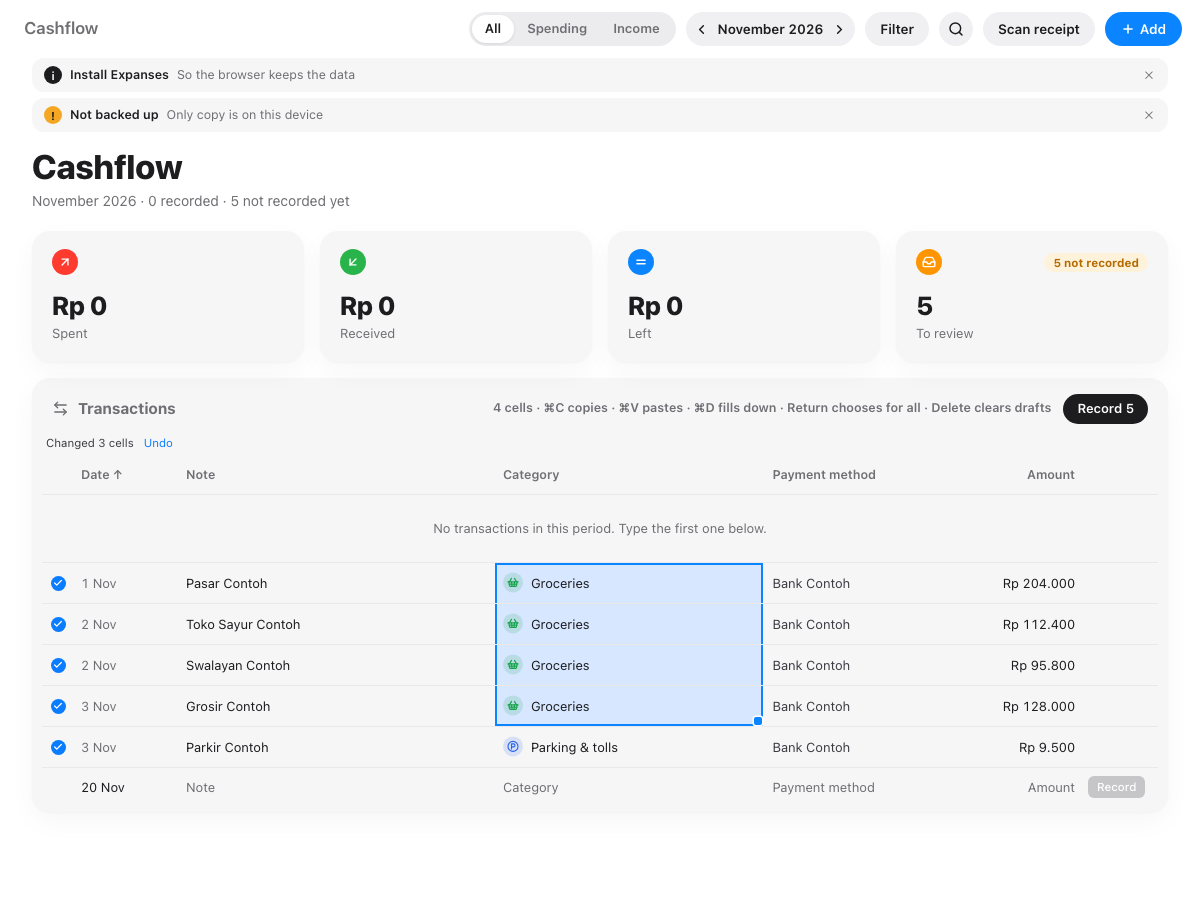 Cashflow
All Spending Income
November 2026
Filter
Scan receipt
+ Add
Install Expanses So the browser keeps the data
Not backed up Only copy is on this device
Cashflow
November 2026 · 0 recorded · 5 not recorded yet
Rp 0
Spent
Rp 0
Received
Rp 0
Left
5 not recorded
5
To review
Transactions
4 cells · ⌘C copies · ⌘V pastes · ⌘D fills down · Return chooses for all · Delete clears drafts
Record 5
Changed 3 cells Undo
Date ↑ Note Category Payment method Amount
No transactions in this period. Type the first one below.
1 Nov Pasar Contoh Groceries Bank Contoh Rp 204.000
2 Nov Toko Sayur Contoh Groceries Bank Contoh Rp 112.400
2 Nov Swalayan Contoh Groceries Bank Contoh Rp 95.800
3 Nov Grosir Contoh Groceries Bank Contoh Rp 128.000
3 Nov Parkir Contoh Parking & tolls Bank Contoh Rp 9.500
20 Nov Note Category Payment method Amount Record